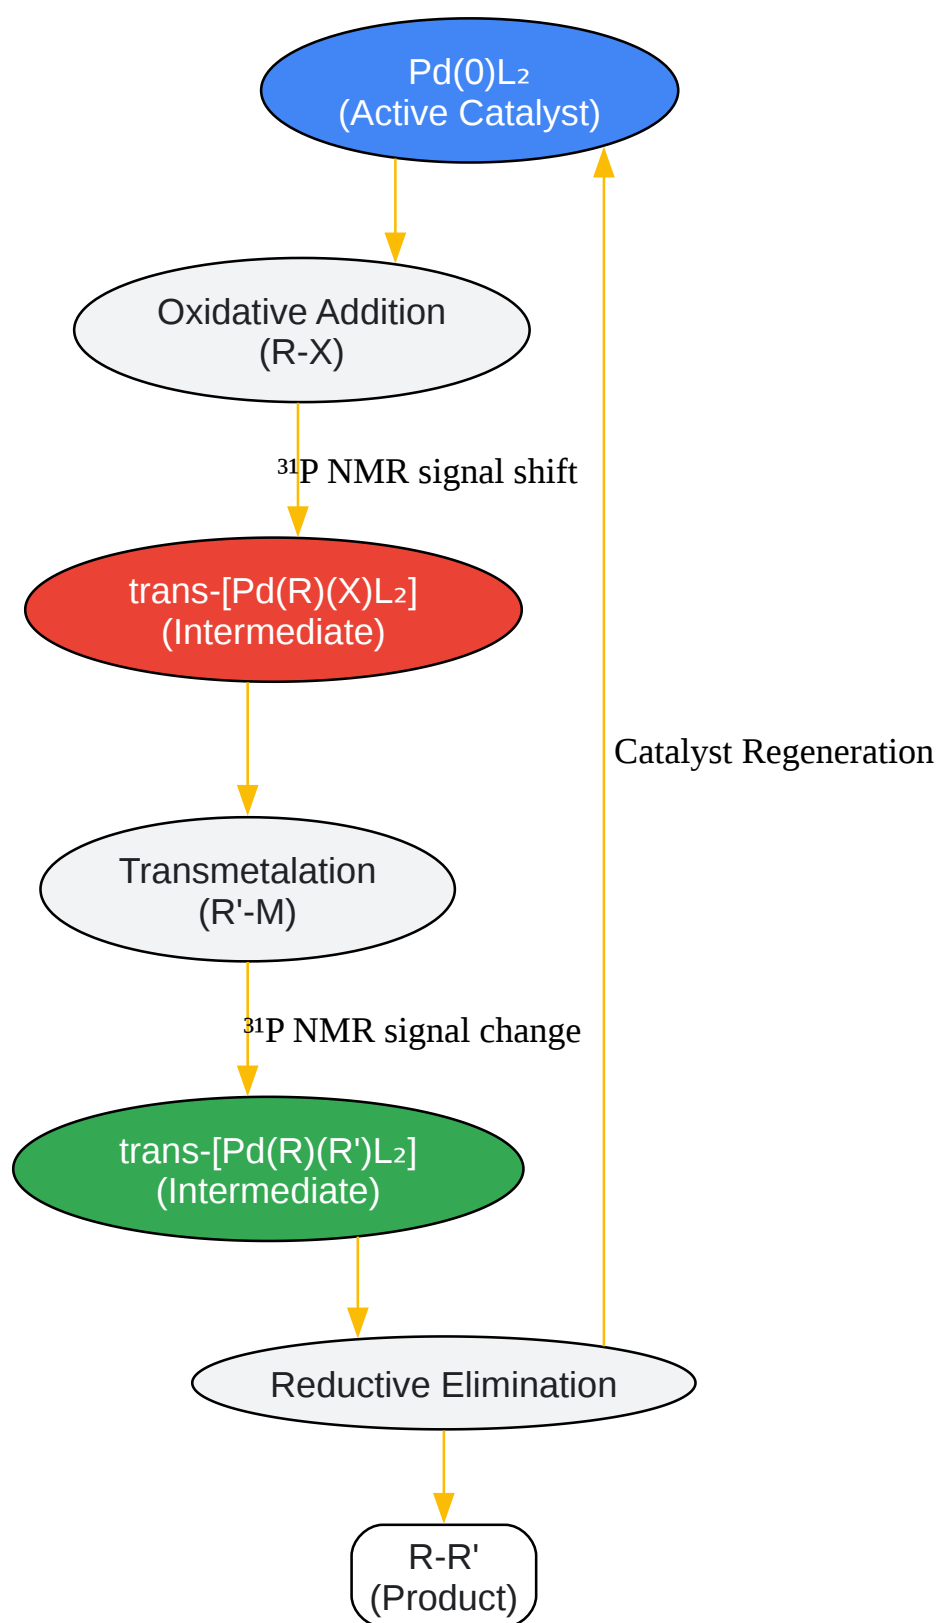 Pd(0)L₂
(Active Catalyst)
Oxidative Addition
(R-X)
³¹P NMR signal shift
trans-[Pd(R)(X)L₂]
(Intermediate)
Catalyst Regeneration
Transmetalation
(R'-M)
³¹P NMR signal change
trans-[Pd(R)(R')L₂]
(Intermediate)
Reductive Elimination
R-R'
(Product)